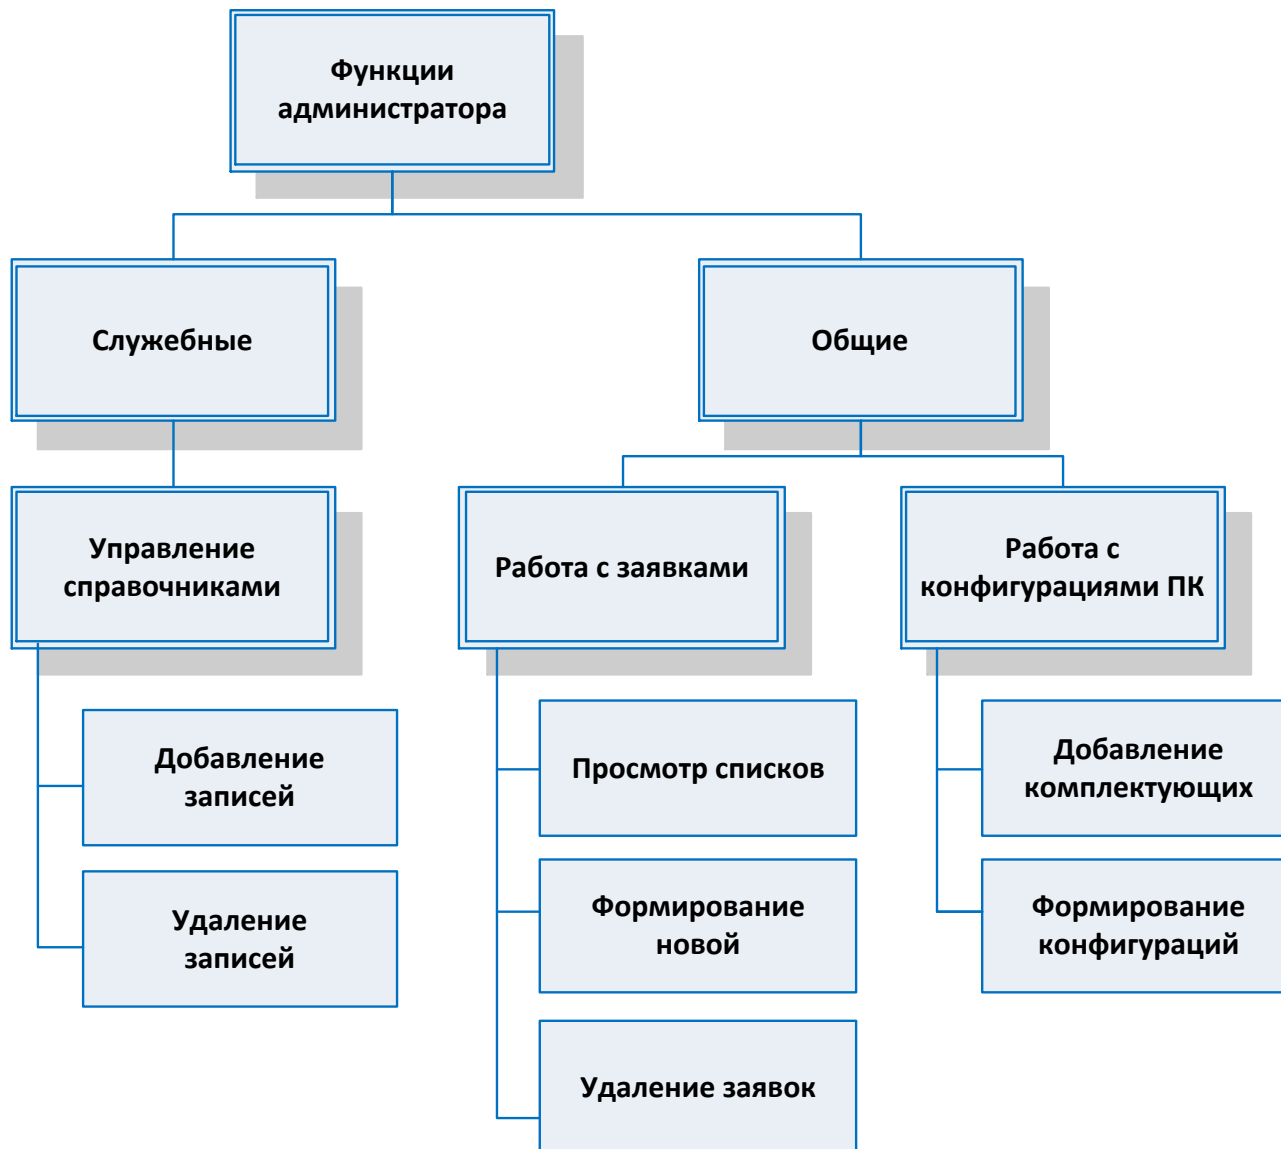 Функции
администратора
Служебные
Общие
Управление
справочниками
Работа с заявками
Работа с
конфигурациями ПК
Добавление
записей
Просмотр списков
Добавление
комплектующих
Удаление
записей
Формирование
новой
Формирование
конфигураций
Удаление заявок